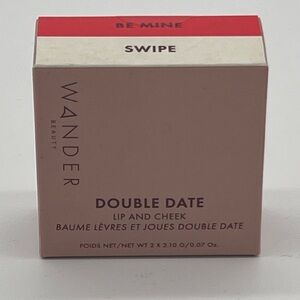 BE MINE
SWIPE
WANDER
BEAUTY
DOUBLE DATE
LIP AND CHEEK
BAUME LÈVRES ET JOUES DOUBLE DATE
POIDS NET/NET WT 2 X 2.10 G/0.07 Oz.